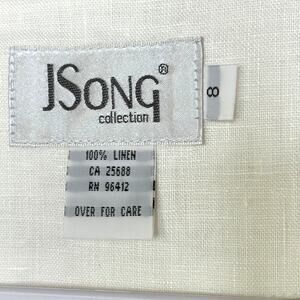 JSONG®
collection
8
100% LINEN
CA 25688
RN 96412
OVER FOR CARE